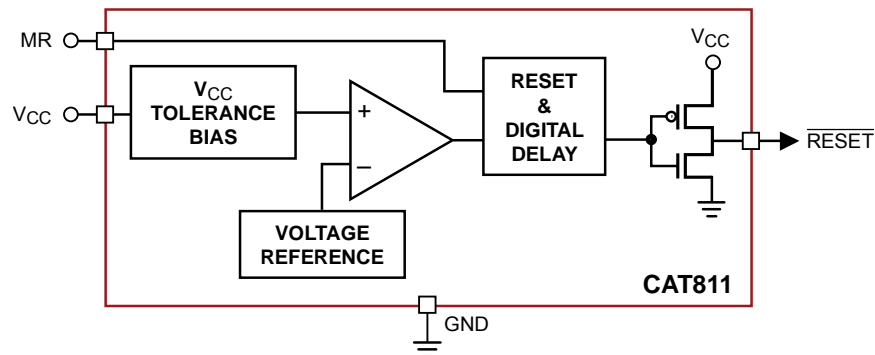 MR
VCC
VCC
TOLERANCE
BIAS
+
−
VOLTAGE
REFERENCE
RESET
&
DIGITAL
DELAY
VCC
RESET
CAT811
GND